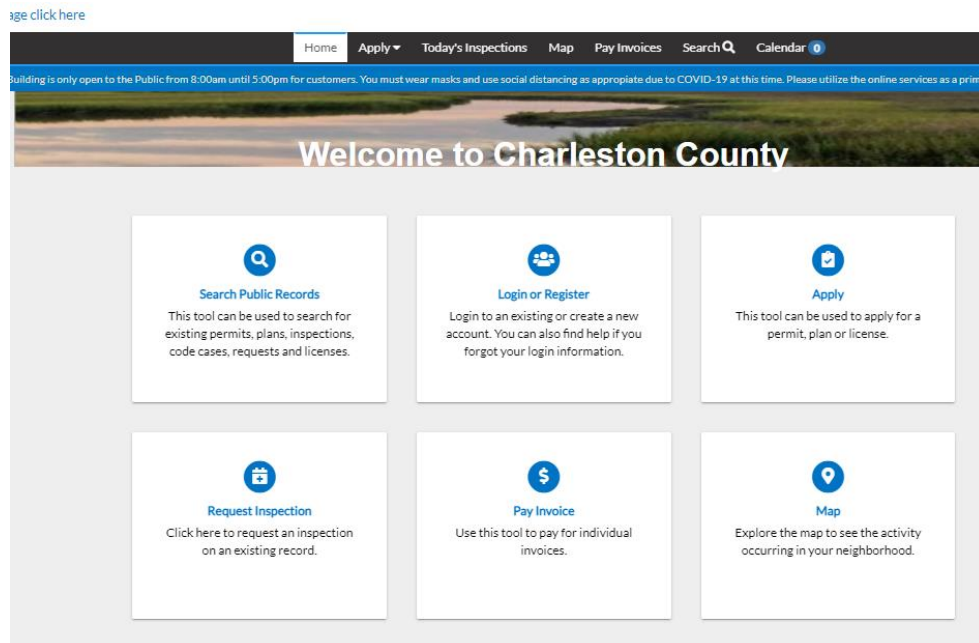 age click here
Home Apply Today's Inspections Map Pay Invoices Search Calendar 0
Building is only open to the Public from 8:00am until 5:00pm for customers. You must wear masks and use social distancing as appropiate due to COVID-19 at this time. Please utilize the online services as a prim
Welcome to Charleston County
Search Public Records
This tool can be used to search for
existing permits, plans, inspections,
code cases, requests and licenses.
Login or Register
Login to an existing or create a new
account. You can also find help if you
forgot your login information.
Apply
This tool can be used to apply for a
permit, plan or license.
Request Inspection
Click here to request an inspection
on an existing record.
Pay Invoice
Use this tool to pay for individual
invoices.
Map
Explore the map to see the activity
occurring in your neighborhood.